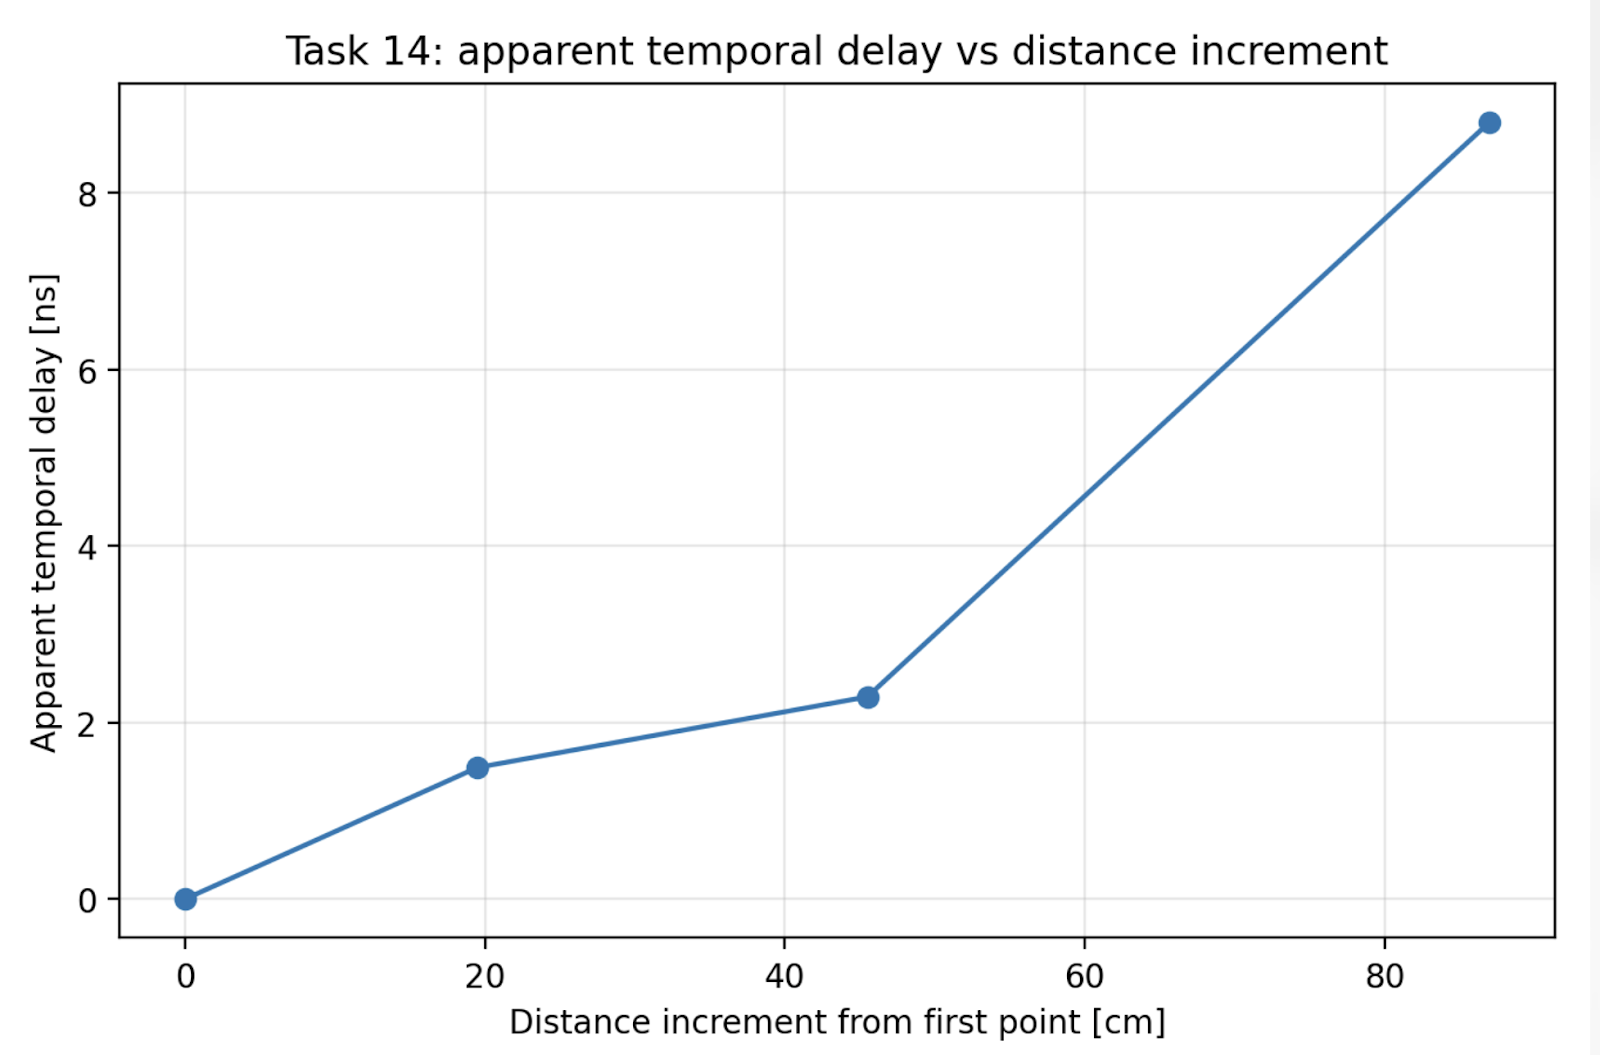 Task 14: apparent temporal delay vs distance increment
Apparent temporal delay [ns]
8
6
4
2
0
0 20 40 60 80
Distance increment from first point [cm]